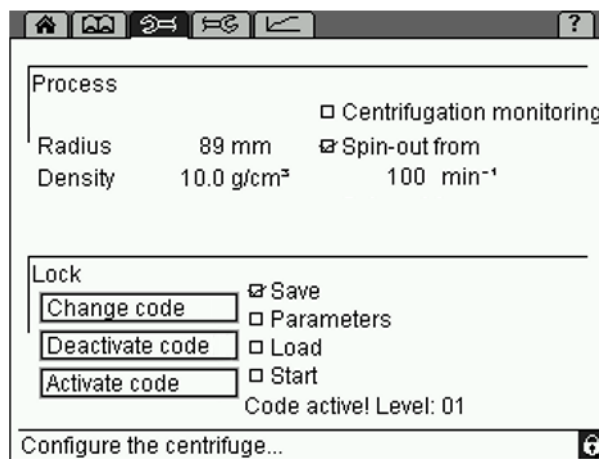 ?
Process
Centrifugation monitoring
Radius 89 mm Spin-out from
Density 10.0 g/cm³ 100 min⁻¹
Lock
Save
Change code
Parameters
Deactivate code Load
Activate code Start
Code active! Level: 01
Configure the centrifuge...